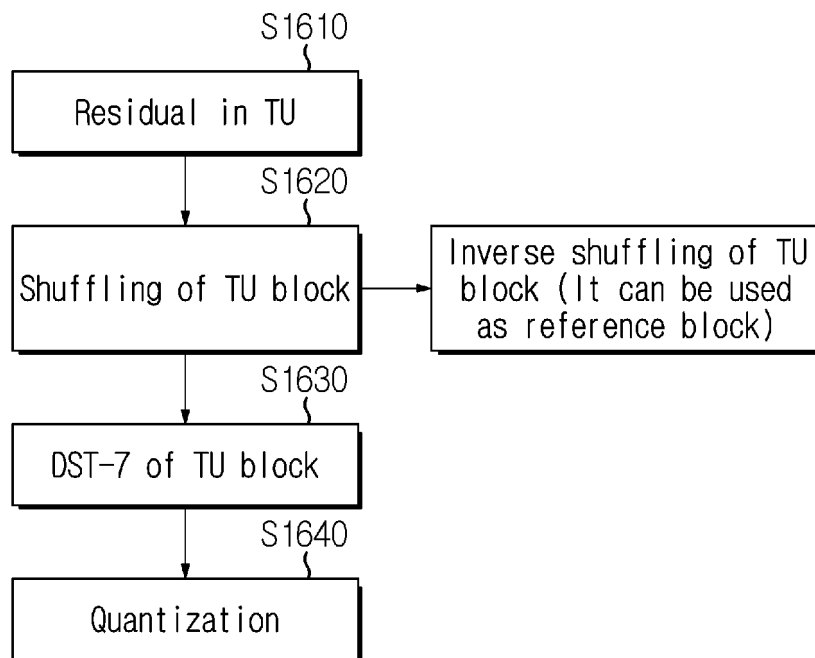 S1610
Residual in TU
S1620
Shuffling of TU block
Inverse shuffling of TU
block (It can be used
as reference block)
S1630
DST-7 of TU block
S1640
Quantization